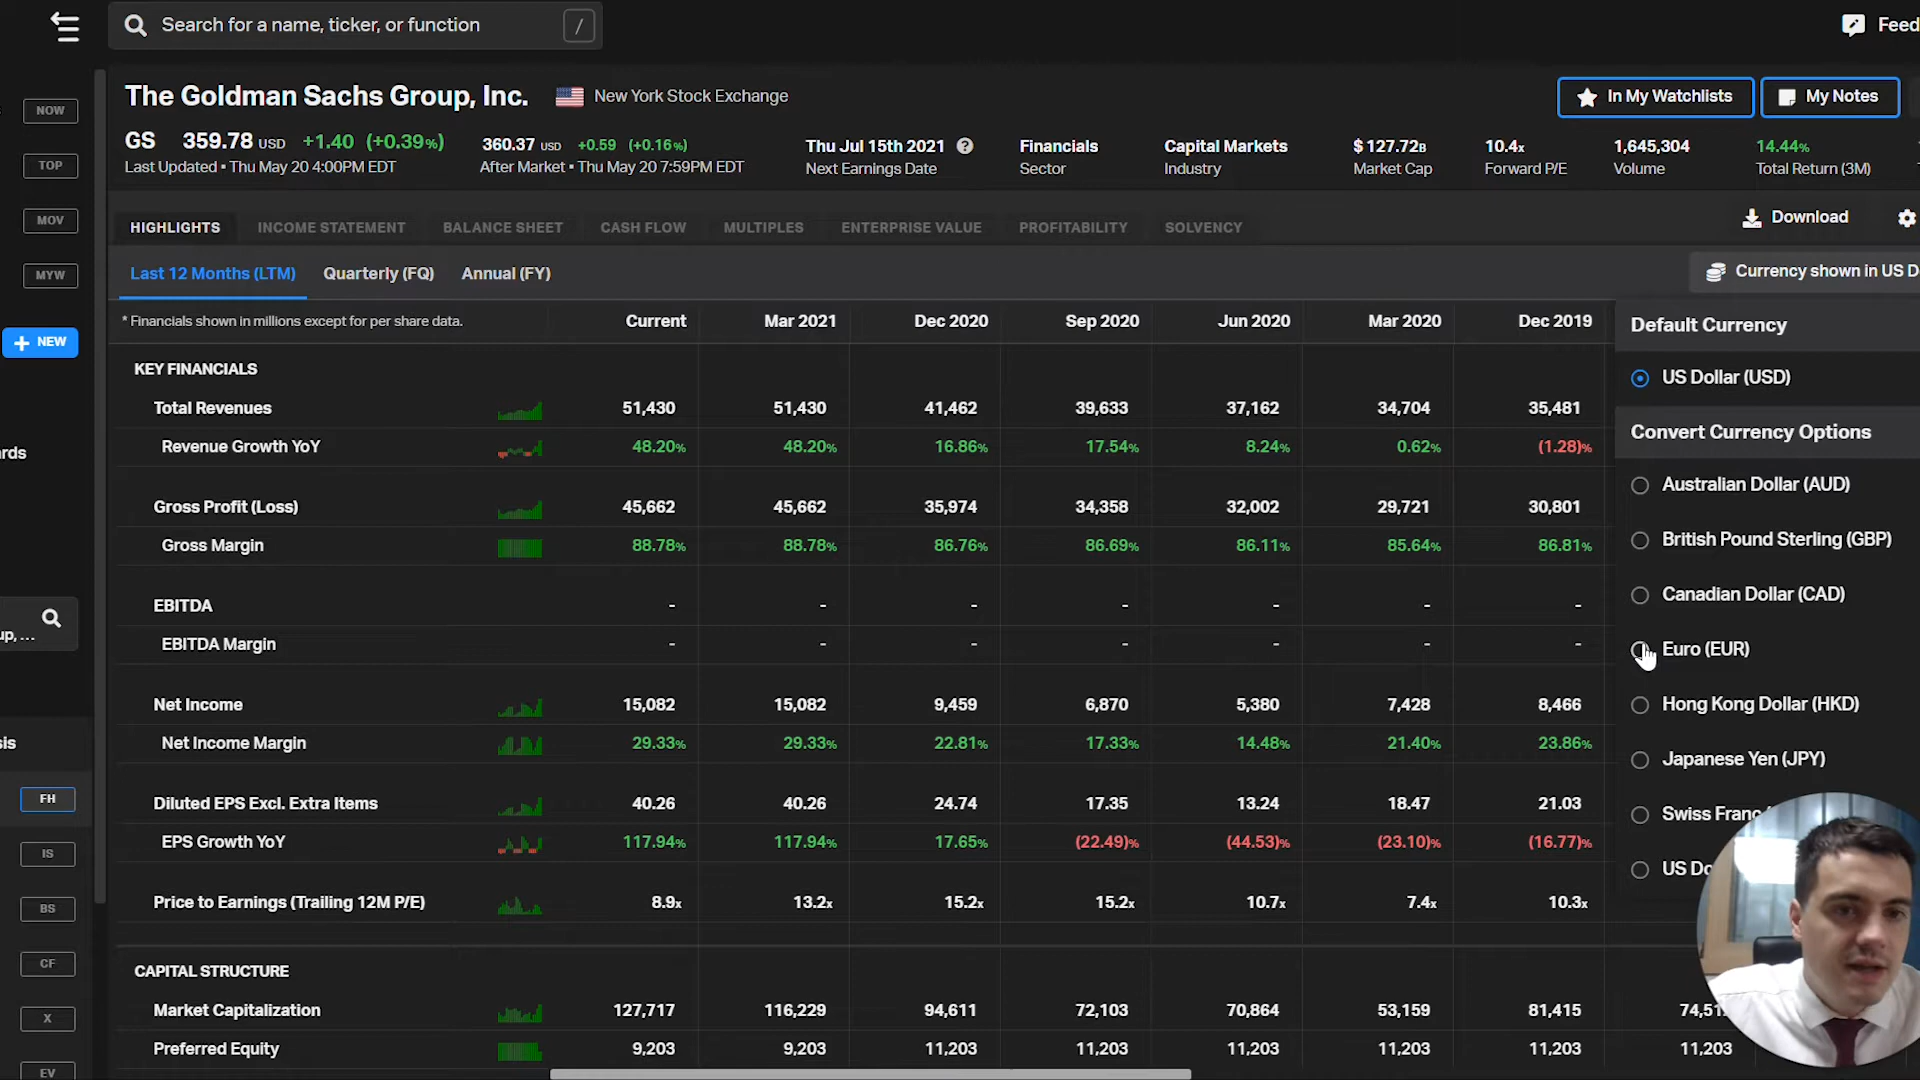 Search for a name, ticker, or function /
Feed
The Goldman Sachs Group, Inc. New York Stock Exchange
In My Watchlists My Notes
GS 359.78 USD +1.40 (+0.39%) 360.37 USD +0.59 (+0.16%) Thu Jul 15th 2021 ? Financials Capital Markets $ 127.72B 10.4x 1,645,304 14.44%
Last Updated • Thu May 20 4:00PM EDT After Market • Thu May 20 7:59PM EDT Next Earnings Date Sector Industry Market Cap Forward P/E Volume Total Return (3M)
NOW
TOP
MOV
MYW
+ NEW
rds
up, ...
sis
FH
IS
BS
CF
X
EV
HIGHLIGHTS INCOME STATEMENT BALANCE SHEET CASH FLOW MULTIPLES ENTERPRISE VALUE PROFITABILITY SOLVENCY
Download
Last 12 Months (LTM) Quarterly (FQ) Annual (FY)
Currency shown in US D
* Financials shown in millions except for per share data. Current Mar 2021 Dec 2020 Sep 2020 Jun 2020 Mar 2020 Dec 2019
KEY FINANCIALS
Total Revenues 51,430 51,430 41,462 39,633 37,162 34,704 35,481
Revenue Growth YoY 48.20% 48.20% 16.86% 17.54% 8.24% 0.62% (1.28)%
Gross Profit (Loss) 45,662 45,662 35,974 34,358 32,002 29,721 30,801
Gross Margin 88.78% 88.78% 86.76% 86.69% 86.11% 85.64% 86.81%
EBITDA - - - - - - -
EBITDA Margin - - - - - - -
Net Income 15,082 15,082 9,459 6,870 5,380 7,428 8,466
Net Income Margin 29.33% 29.33% 22.81% 17.33% 14.48% 21.40% 23.86%
Diluted EPS Excl. Extra Items 40.26 40.26 24.74 17.35 13.24 18.47 21.03
EPS Growth YoY 117.94% 117.94% 17.65% (22.49)% (44.53)% (23.10)% (16.77)%
Price to Earnings (Trailing 12M P/E) 8.9x 13.2x 15.2x 15.2x 10.7x 7.4x 10.3x
CAPITAL STRUCTURE
Market Capitalization 127,717 116,229 94,611 72,103 70,864 53,159 81,415 74,51
Preferred Equity 9,203 9,203 11,203 11,203 11,203 11,203 11,203 11,203
Default Currency
US Dollar (USD)
Convert Currency Options
Australian Dollar (AUD)
British Pound Sterling (GBP)
Canadian Dollar (CAD)
Euro (EUR)
Hong Kong Dollar (HKD)
Japanese Yen (JPY)
Swiss Franc
US Do